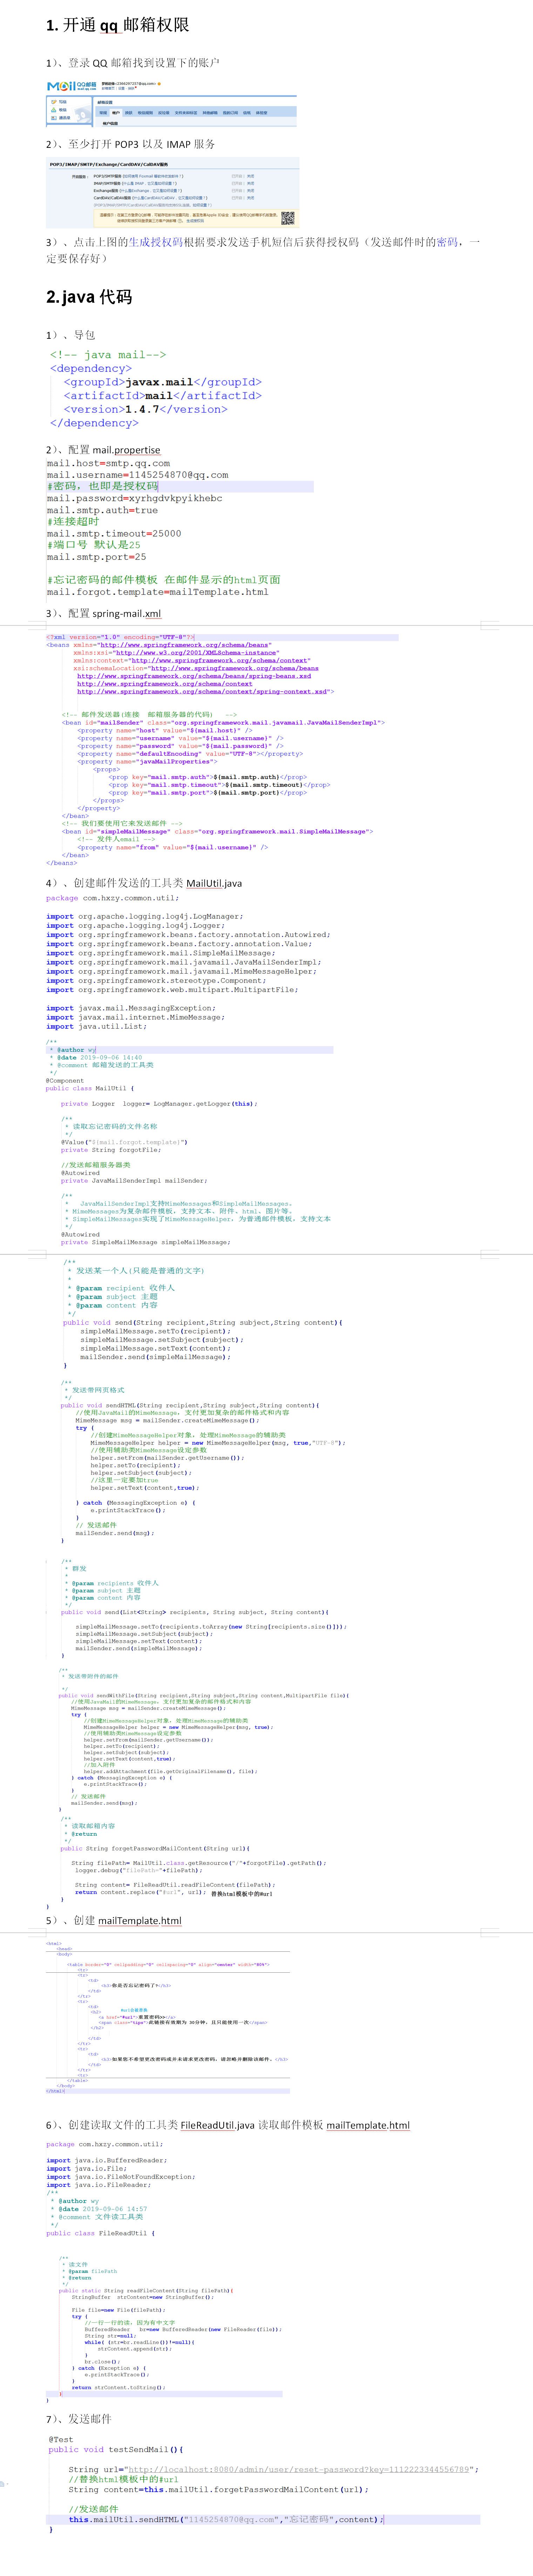 1. 开通 qq 邮箱权限
1）、登录 QQ 邮箱找到设置下的账户
QQ邮箱
2）、至少打开 POP3 以及 IMAP 服务
POP3/IMAP/SMTP/Exchange/CardDAV/CalDAV服务
3）、点击上图的生成授权码根据要求发送手机短信后获得授权码（发送邮件时的密码，一
定要保存好）
2.java 代码
1）、导包
<!-- java mail-->
<dependency>
<groupId>javax.mail</groupId>
<artifactId>mail</artifactId>
<version>1.4.7</version>
</dependency>
2）、配置 mail.propertise
mail.host=smtp.qq.com
mail.username=1145254870@qq.com
#密码，也即是授权码
mail.password=xyrhgdvkpyikhebc
mail.smtp.auth=true
#连接超时
mail.smtp.timeout=25000
#端口号 默认是25
mail.smtp.port=25
#忘记密码的邮件模板 在邮件显示的html页面
mail.forgot.template=mailTemplate.html
3）、配置 spring-mail.xml
<?xml version="1.0" encoding="UTF-8"?>
<beans xmlns="http://www.springframework.org/schema/beans"
xmlns:xsi="http://www.w3.org/2001/XMLSchema-instance"
xmlns:context="http://www.springframework.org/schema/context"
xsi:schemaLocation="http://www.springframework.org/schema/beans
http://www.springframework.org/schema/beans/spring-beans.xsd
http://www.springframework.org/schema/context
http://www.springframework.org/schema/context/spring-context.xsd">
<!-- 邮件发送器(连接 邮箱服务器的代码) -->
<bean id="mailSender" class="org.springframework.mail.javamail.JavaMailSenderImpl">
<property name="host" value="${mail.host}" />
<property name="username" value="${mail.username}" />
<property name="password" value="${mail.password}" />
<property name="defaultEncoding" value="UTF-8"></property>
<property name="javaMailProperties">
<props>
<prop key="mail.smtp.auth">${mail.smtp.auth}</prop>
<prop key="mail.smtp.timeout">${mail.smtp.timeout}</prop>
<prop key="mail.smtp.port">${mail.smtp.port}</prop>
</props>
</property>
</bean>
<!-- 我们要使用它来发送邮件 -->
<bean id="simpleMailMessage" class="org.springframework.mail.SimpleMailMessage">
<!-- 发件人email -->
<property name="from" value="${mail.username}" />
</bean>
</beans>
4）、创建邮件发送的工具类 MailUtil.java
package com.hxzy.common.util;
import org.apache.logging.log4j.LogManager;
import org.apache.logging.log4j.Logger;
import org.springframework.beans.factory.annotation.Autowired;
import org.springframework.beans.factory.annotation.Value;
import org.springframework.mail.SimpleMailMessage;
import org.springframework.mail.javamail.JavaMailSenderImpl;
import org.springframework.mail.javamail.MimeMessageHelper;
import org.springframework.stereotype.Component;
import org.springframework.web.multipart.MultipartFile;
import javax.mail.MessagingException;
import javax.mail.internet.MimeMessage;
import java.util.List;
/**
* @author wy
* @date 2019-09-06 14:40
* @comment 邮箱发送的工具类
*/
@Component
public class MailUtil {
private Logger logger= LogManager.getLogger(this);
/**
* 读取忘记密码的文件名称
*/
@Value("${mail.forgot.template}")
private String forgotFile;
//发送邮箱服务器类
@Autowired
private JavaMailSenderImpl mailSender;
/**
* JavaMailSenderImpl支持MimeMessages和SimpleMailMessages。
* MimeMessages为复杂邮件模板，支持文本、附件、html、图片等。
* SimpleMailMessages实现了MimeMessageHelper，为普通邮件模板，支持文本
*/
@Autowired
private SimpleMailMessage simpleMailMessage;
/**
* 发送某一个人(只能是普通的文字)
*
* @param recipient 收件人
* @param subject 主题
* @param content 内容
*/
public void send(String recipient,String subject,String content){
simpleMailMessage.setTo(recipient);
simpleMailMessage.setSubject(subject);
simpleMailMessage.setText(content);
mailSender.send(simpleMailMessage);
}
/**
* 发送带网页格式
*/
public void sendHTML(String recipient,String subject,String content){
//使用JavaMail的MimeMessage，支付更加复杂的邮件格式和内容
MimeMessage msg = mailSender.createMimeMessage();
try {
//创建MimeMessageHelper对象，处理MimeMessage的辅助类
MimeMessageHelper helper = new MimeMessageHelper(msg, true,"UTF-8");
//使用辅助类MimeMessage设定参数
helper.setFrom(mailSender.getUsername());
helper.setTo(recipient);
helper.setSubject(subject);
//这里一定要加true
helper.setText(content,true);
} catch (MessagingException e) {
e.printStackTrace();
}
// 发送邮件
mailSender.send(msg);
}
/**
* 群发
*
* @param recipients 收件人
* @param subject 主题
* @param content 内容
*/
public void send(List<String> recipients, String subject, String content){
simpleMailMessage.setTo(recipients.toArray(new String[recipients.size()]));
simpleMailMessage.setSubject(subject);
simpleMailMessage.setText(content);
mailSender.send(simpleMailMessage);
}
/**
* 发送带附件的邮件
*/
public void sendWithFile(String recipient,String subject,String content,MultipartFile file){
//使用JavaMail的MimeMessage，支付更加复杂的邮件格式和内容
MimeMessage msg = mailSender.createMimeMessage();
try {
//创建MimeMessageHelper对象，处理MimeMessage的辅助类
MimeMessageHelper helper = new MimeMessageHelper(msg, true);
//使用辅助类MimeMessage设定参数
helper.setFrom(mailSender.getUsername());
helper.setTo(recipient);
helper.setSubject(subject);
helper.setText(content,true);
//加入附件
helper.addAttachment(file.getOriginalFilename(), file);
} catch (MessagingException e) {
e.printStackTrace();
}
// 发送邮件
mailSender.send(msg);
}
/**
* 读取邮箱内容
* @return
*/
public String forgetPasswordMailContent(String url){
String filePath= MailUtil.class.getResource("/"+forgotFile).getPath();
logger.debug("filePath="+filePath);
String content= FileReadUtil.readFileContent(filePath);
return content.replace("#url", url); 替换html模板中的#url
}
}
5）、创建 mailTemplate.html
<html>
<head>
<body>
<table border="0" cellpadding="0" cellspacing="0" align="center" width="85%">
<tr>
<tr>
<td>
<h3>你是否忘记密码了?</h3>
</td>
</tr>
<tr>
<td>
<h2>
<a href="#url">重置密码>></a>
<span class="tips">此链接有效期为 30分钟，且只能使用一次</span>
</h2>
</td>
</tr>
<tr>
<td>
<h3>如果您不希望更改密码或并未请求更改密码，请忽略并删除该邮件。</h3>
</td>
</tr>
<tr>
</table>
</body>
</html>
6）、创建读取文件的工具类 FileReadUtil.java 读取邮件模板 mailTemplate.html
package com.hxzy.common.util;
import java.io.BufferedReader;
import java.io.File;
import java.io.FileNotFoundException;
import java.io.FileReader;
/**
* @author wy
* @date 2019-09-06 14:57
* @comment 文件读工具类
*/
public class FileReadUtil {
/**
* 读文件
* @param filePath
* @return
*/
public static String readFileContent(String filePath){
StringBuffer strContent=new StringBuffer();
File file=new File(filePath);
try {
//一行一行的读，因为有中文字
BufferedReader br=new BufferedReader(new FileReader(file));
String str=null;
while( (str=br.readLine())!=null){
strContent.append(str);
}
br.close();
} catch (Exception e) {
e.printStackTrace();
}
return strContent.toString();
}
}
7）、发送邮件
@Test
public void testSendMail(){
String url="http://localhost:8080/admin/user/reset-password?key=1112223344556789";
//替换html模板中的#url
String content=this.mailUtil.forgetPasswordMailContent(url);
//发送邮件
this.mailUtil.sendHTML("1145254870@qq.com","忘记密码",content);
}